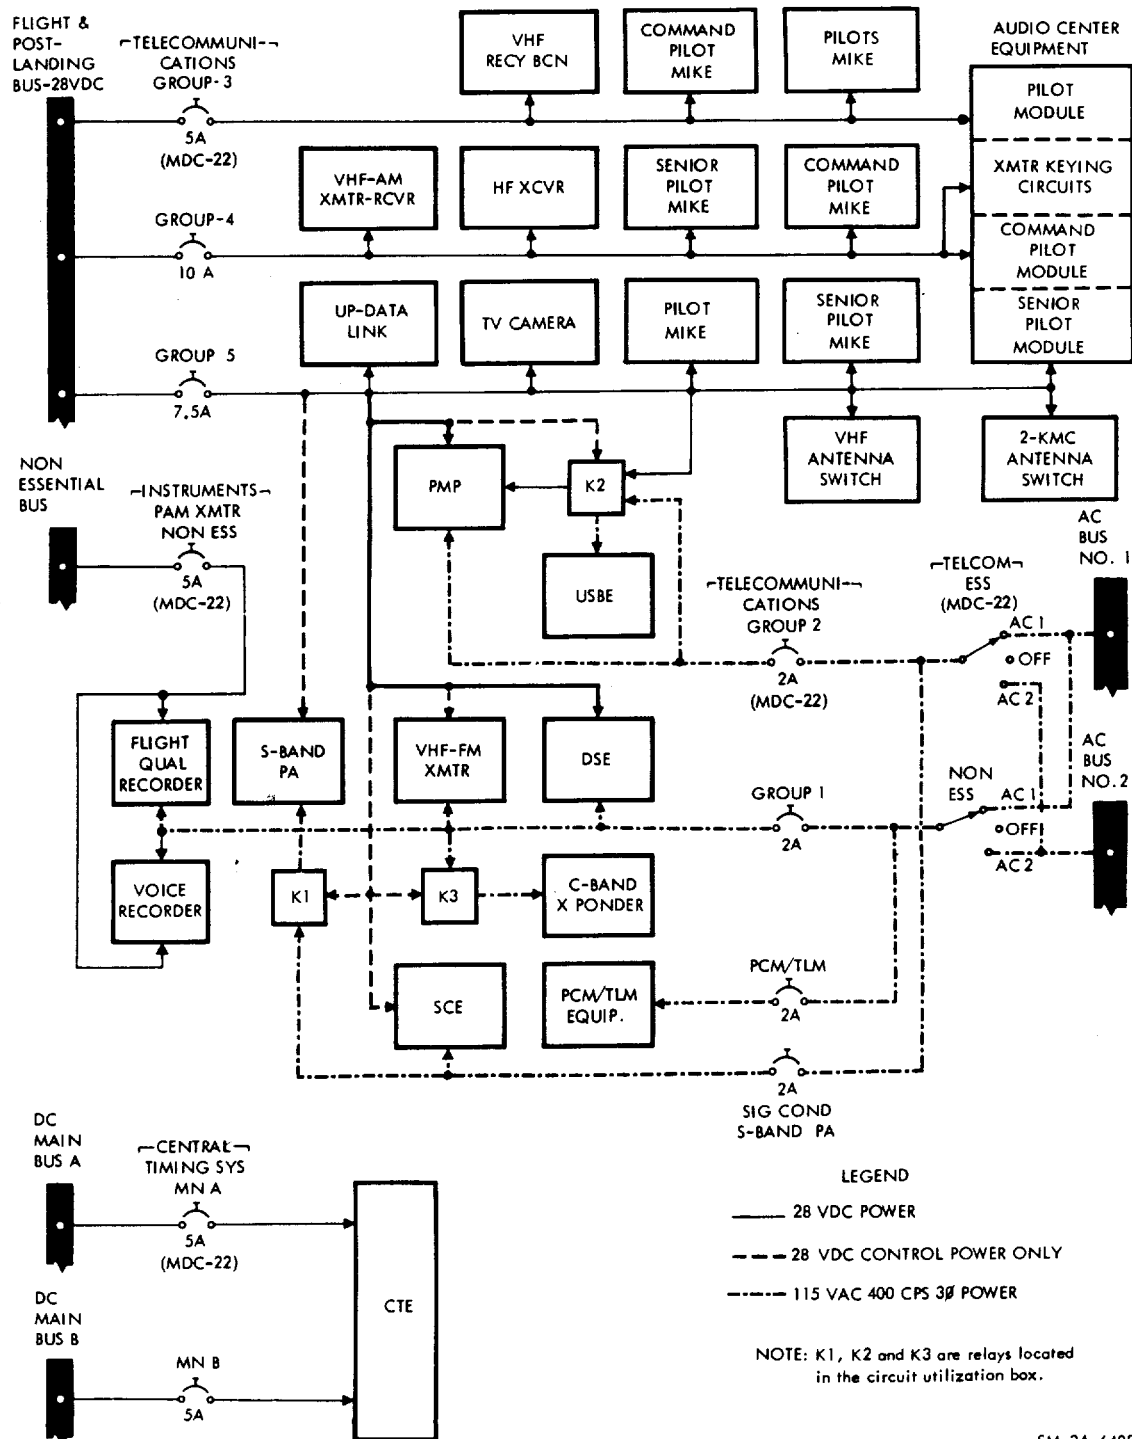 FLIGHT &
POST-
LANDING
BUS-28VDC
TELECOMMUNI-
CATIONS
GROUP-3
5A
(MDC-22)
VHF
RECY BCN
COMMAND
PILOT
MIKE
PILOTS
MIKE
AUDIO CENTER
EQUIPMENT
PILOT
MODULE
XMTR KEYING
CIRCUITS
COMMAND
PILOT
MODULE
SENIOR
PILOT
MODULE
GROUP-4
10 A
VHF-AM
XMTR-RCVR
HF XCVR
SENIOR
PILOT
MIKE
COMMAND
PILOT
MIKE
GROUP 5
7.5A
UP-DATA
LINK
TV CAMERA
PILOT
MIKE
SENIOR
PILOT
MIKE
VHF
ANTENNA
SWITCH
2-KMC
ANTENNA
SWITCH
NON
ESSENTIAL
BUS
INSTRUMENTS
PAM XMTR
NON ESS
5A
(MDC-22)
PMP
K2
USBE
TELECOMMUNI-
CATIONS
GROUP 2
2A
(MDC-22)
TELCOM
ESS
(MDC-22)
AC 1
OFF
AC 2
AC
BUS
NO. 1
FLIGHT
QUAL
RECORDER
S-BAND
PA
VHF-FM
XMTR
DSE
GROUP 1
2A
NON
ESS
AC 1
OFF
AC 2
AC
BUS
NO.2
VOICE
RECORDER
K1
K3
C-BAND
X PONDER
SCE
PCM/TLM
EQUIP.
PCM/TLM
2A
2A
SIG COND
S-BAND PA
DC
MAIN
BUS A
CENTRAL
TIMING SYS
MN A
5A
(MDC-22)
DC
MAIN
BUS B
MN B
5A
CTE
LEGEND
28 VDC POWER
28 VDC CONTROL POWER ONLY
115 VAC 400 CPS 3Ø POWER
NOTE: K1, K2 and K3 are relays located
in the circuit utilization box.